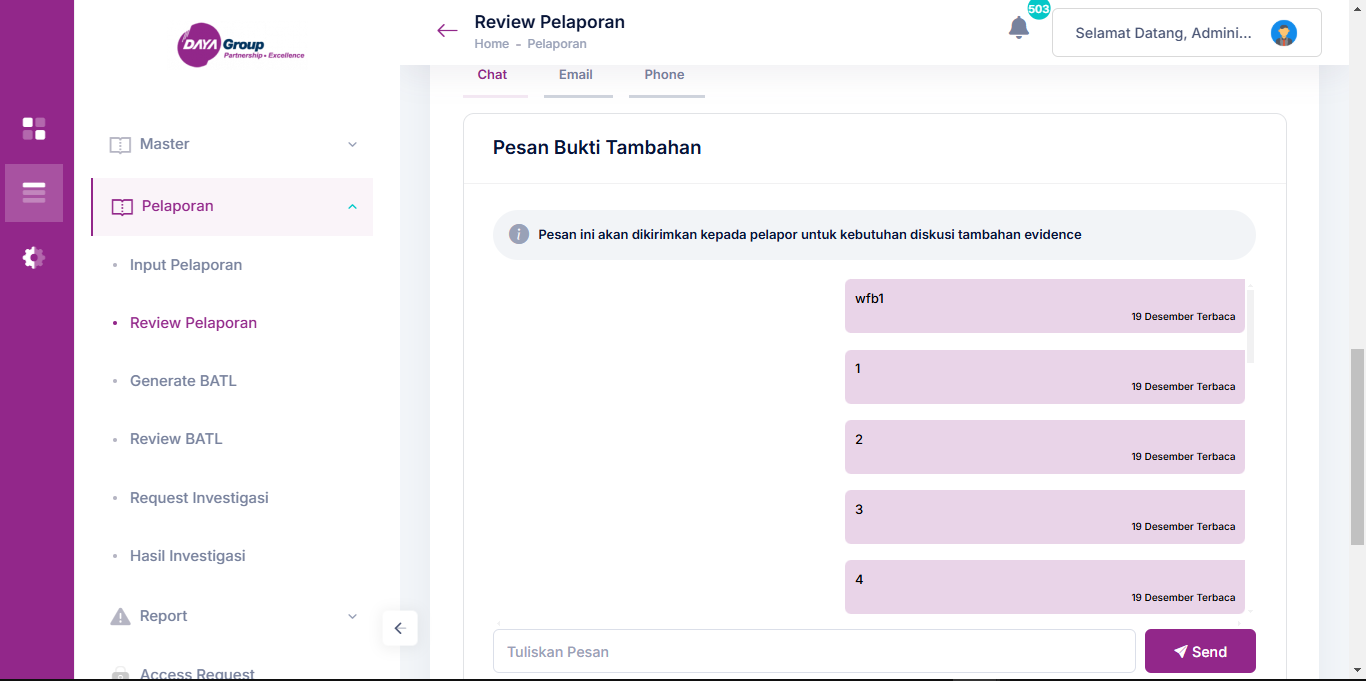 DAYA Group
Partnership • Excellence
Master
Pelaporan
Input Pelaporan
Review Pelaporan
Generate BATL
Review BATL
Request Investigasi
Hasil Investigasi
Report
Access Request
Review Pelaporan
Home - Pelaporan
503
Selamat Datang, Admini...
Chat
Email
Phone
Pesan Bukti Tambahan
Pesan ini akan dikirimkan kepada pelapor untuk kebutuhan diskusi tambahan evidence
wfb1
19 Desember Terbaca
1
19 Desember Terbaca
2
19 Desember Terbaca
3
19 Desember Terbaca
4
19 Desember Terbaca
Tuliskan Pesan
Send